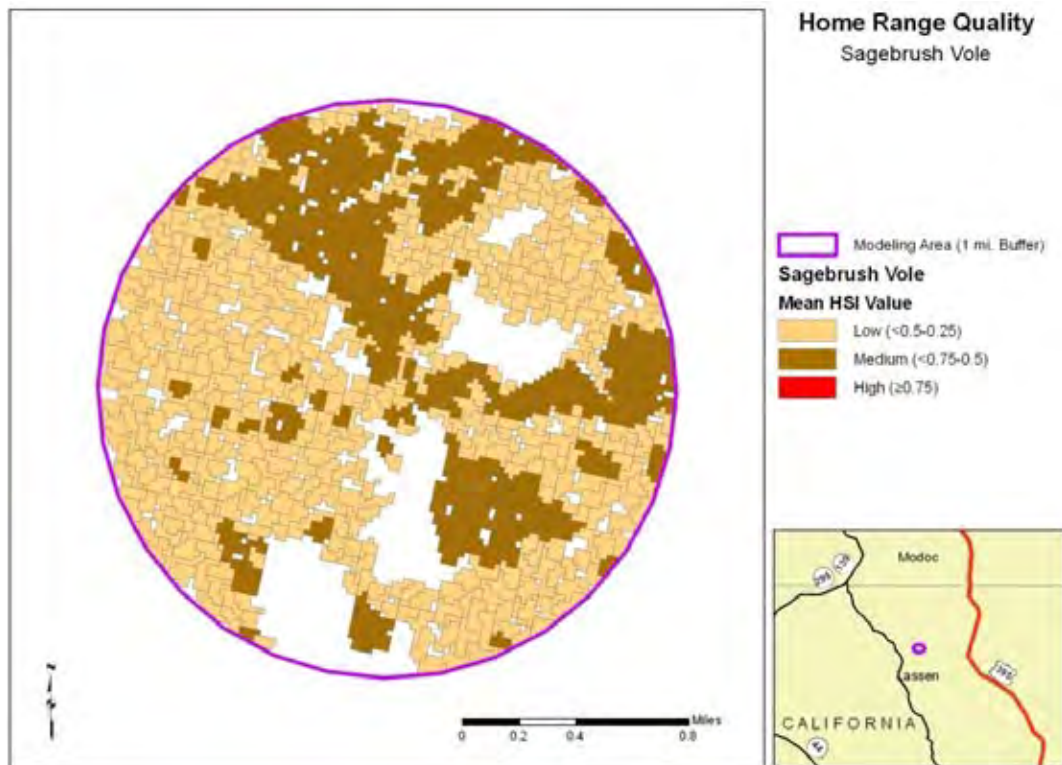 Home Range Quality
Sagebrush Vole
Modeling Area (1 mi. Buffer)
Sagebrush Vole
Mean HSI Value
Low (<0.5-0.25)
Medium (<0.75-0.5)
High (≥0.75)
Miles
0 0.2 0.4 0.8
Modoc
299 139
assen
395
CALIFORNIA
44